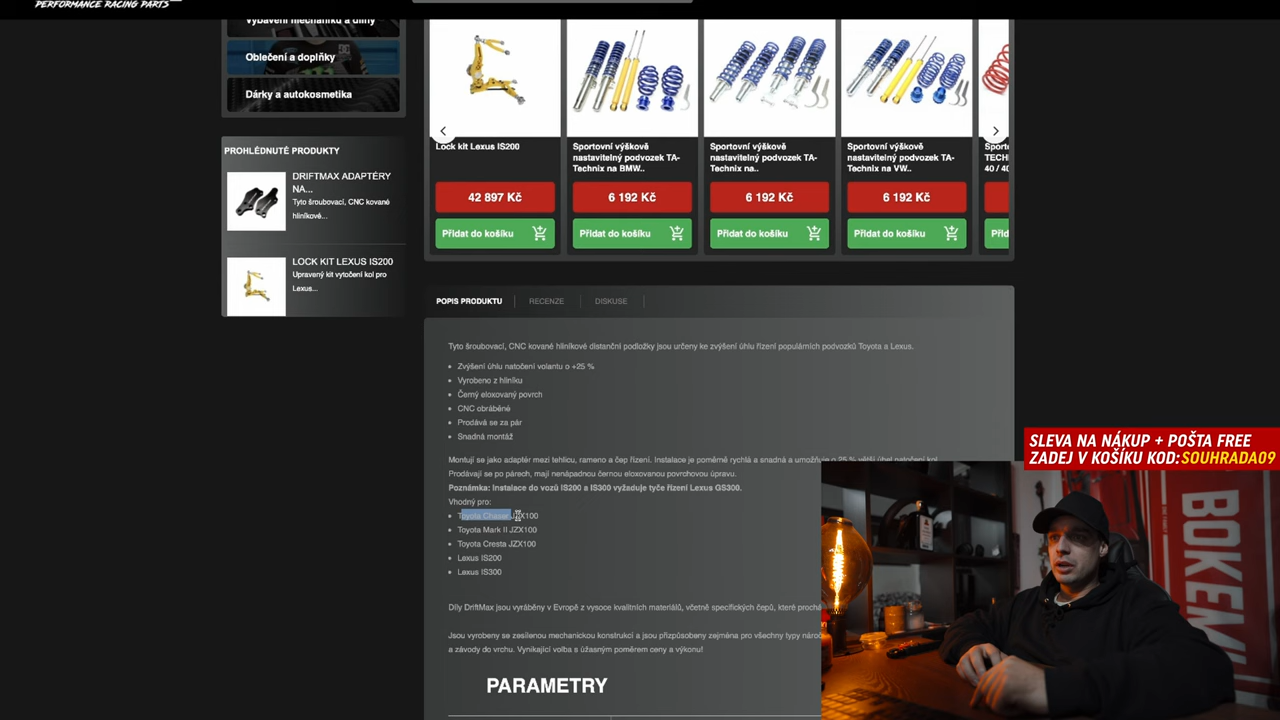 PERFORMANCE RACING PARTS
Vybavení mechaniků a dílny
Oblečení a doplňky
Dárky a autokosmetika
PROHLÉDNUTÉ PRODUKTY
DRIFTMAX ADAPTÉRY
NA...
Tyto šroubovací, CNC kované
hliníkové...
LOCK KIT LEXUS IS200
Upravený kit vytočení kol pro
Lexus...
Lock kit Lexus IS200
42 897 Kč
Přidat do košíku
Sportovní výškově
nastavitelný podvozek TA-
Technix na BMW..
6 192 Kč
Přidat do košíku
Sportovní výškově
nastavitelný podvozek TA-
Technix na..
6 192 Kč
Přidat do košíku
Sportovní výškově
nastavitelný podvozek TA-
Technix na VW..
6 192 Kč
Přidat do košíku
Sporto
TECH
40 / 40
Přid
POPIS PRODUKTU
RECENZE
DISKUSE
Tyto šroubovací, CNC kované hliníkové distanční podložky jsou určeny ke zvýšení úhlu řízení populárních podvozků Toyota a Lexus.
Zvýšení úhlu natočení volantu o +25 %
Vyrobeno z hliníku
Černý eloxovaný povrch
CNC obráběné
Prodává se za pár
Snadná montáž
Montují se jako adaptér mezi tehlici, rameno a čep řízení. Instalace je poměrně rychlá a snadná a umožňuje o 25 % větší úhel natočení kol.
Prodávají se po párech, mají nenápadnou černou eloxovanou povrchovou úpravu.
Poznámka: Instalace do vozů IS200 a IS300 vyžaduje tyče řízení Lexus GS300.
Vhodný pro:
Toyota Chaser JZX100
Toyota Mark II JZX100
Toyota Cresta JZX100
Lexus IS200
Lexus IS300
Díly DriftMax jsou vyráběny v Evropě z vysoce kvalitních materiálů, včetně specifických čepů, které prochá
Jsou vyrobeny se zesílenou mechanickou konstrukcí a jsou přizpůsobeny zejména pro všechny typy nároč
a závody do vrchu. Vynikající volba s úžasným poměrem ceny a výkonu!
PARAMETRY
SLEVA NA NÁKUP + POŠTA FREE
ZADEJ V KOŠÍKU KÓD:SOUHRADA09
BOKEM